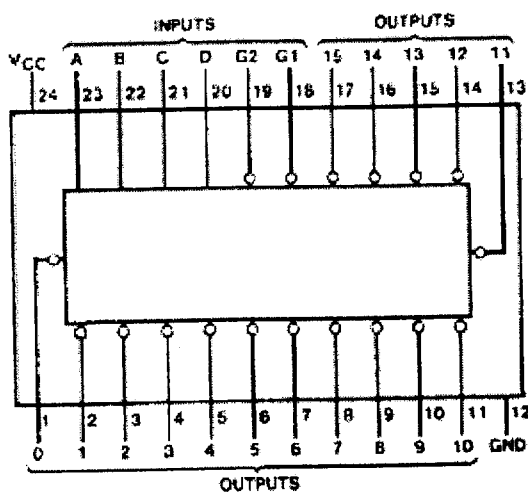 INPUTS OUTPUTS
VCC A B C D G2 G1 15 14 13 12 11
24 23 22 21 20 19 18 17 16 15 14 13
1 2 3 4 5 6 7 8 9 10 11 12
0 1 2 3 4 5 6 7 8 9 10 GND
OUTPUTS